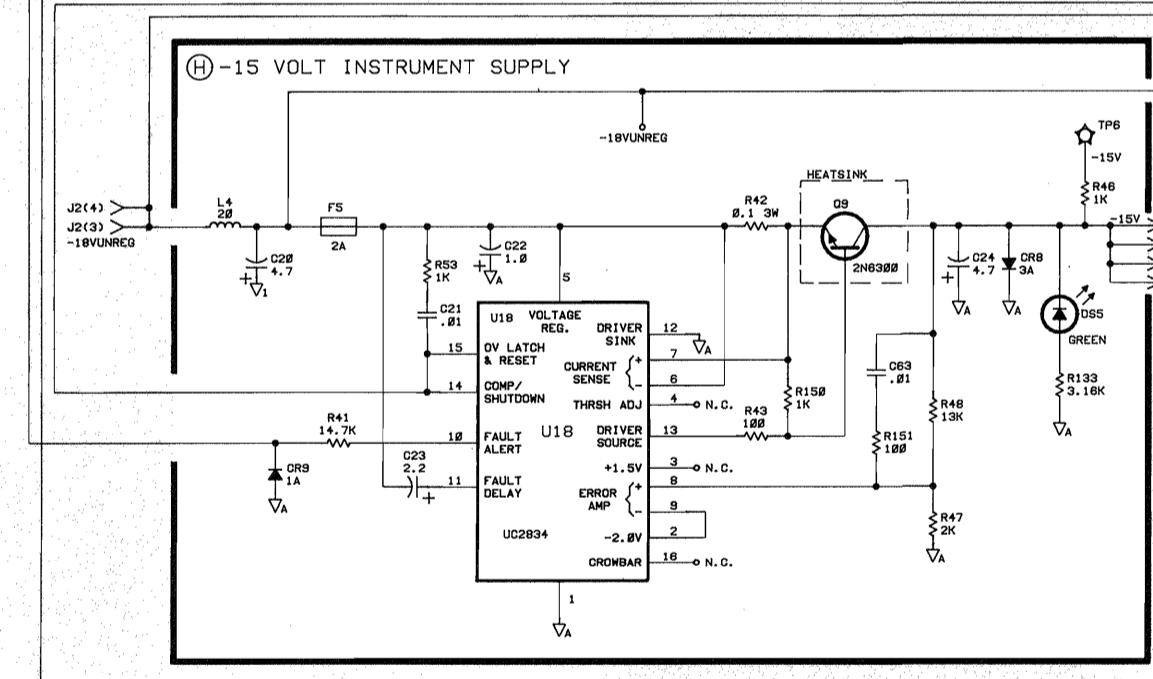 H -15 VOLT INSTRUMENT SUPPLY
-18VUNREG
TP6
-15V
R46
1K
HEATSINK
Q9
2N6300
J2(4)
J2(3)
-18VUNREG
L4
20
F5
2A
R42
0.1 3W
-15V
C20
4.7
1
R53
1K
C22
1.0
A
5
C24
4.7
A
CR8
3A
A
DS5
GREEN
C21
.01
U18 VOLTAGE
REG.
DRIVER
SINK
12
A
15
OV LATCH
& RESET
CURRENT
SENSE
+
-
7
6
14
COMP/
SHUTDOWN
THRSH ADJ
4
N.C.
R150
1K
C63
.01
R48
13K
R133
3.16K
A
R41
14.7K
10
FAULT
ALERT
U18
DRIVER
SOURCE
13
R43
100
R151
100
CR9
1A
A
C23
2.2
11
FAULT
DELAY
+1.5V
3
N.C.
ERROR
AMP
+
-
8
9
R47
2K
A
UC2834
-2.0V
2
CROWBAR
16
N.C.
1
A